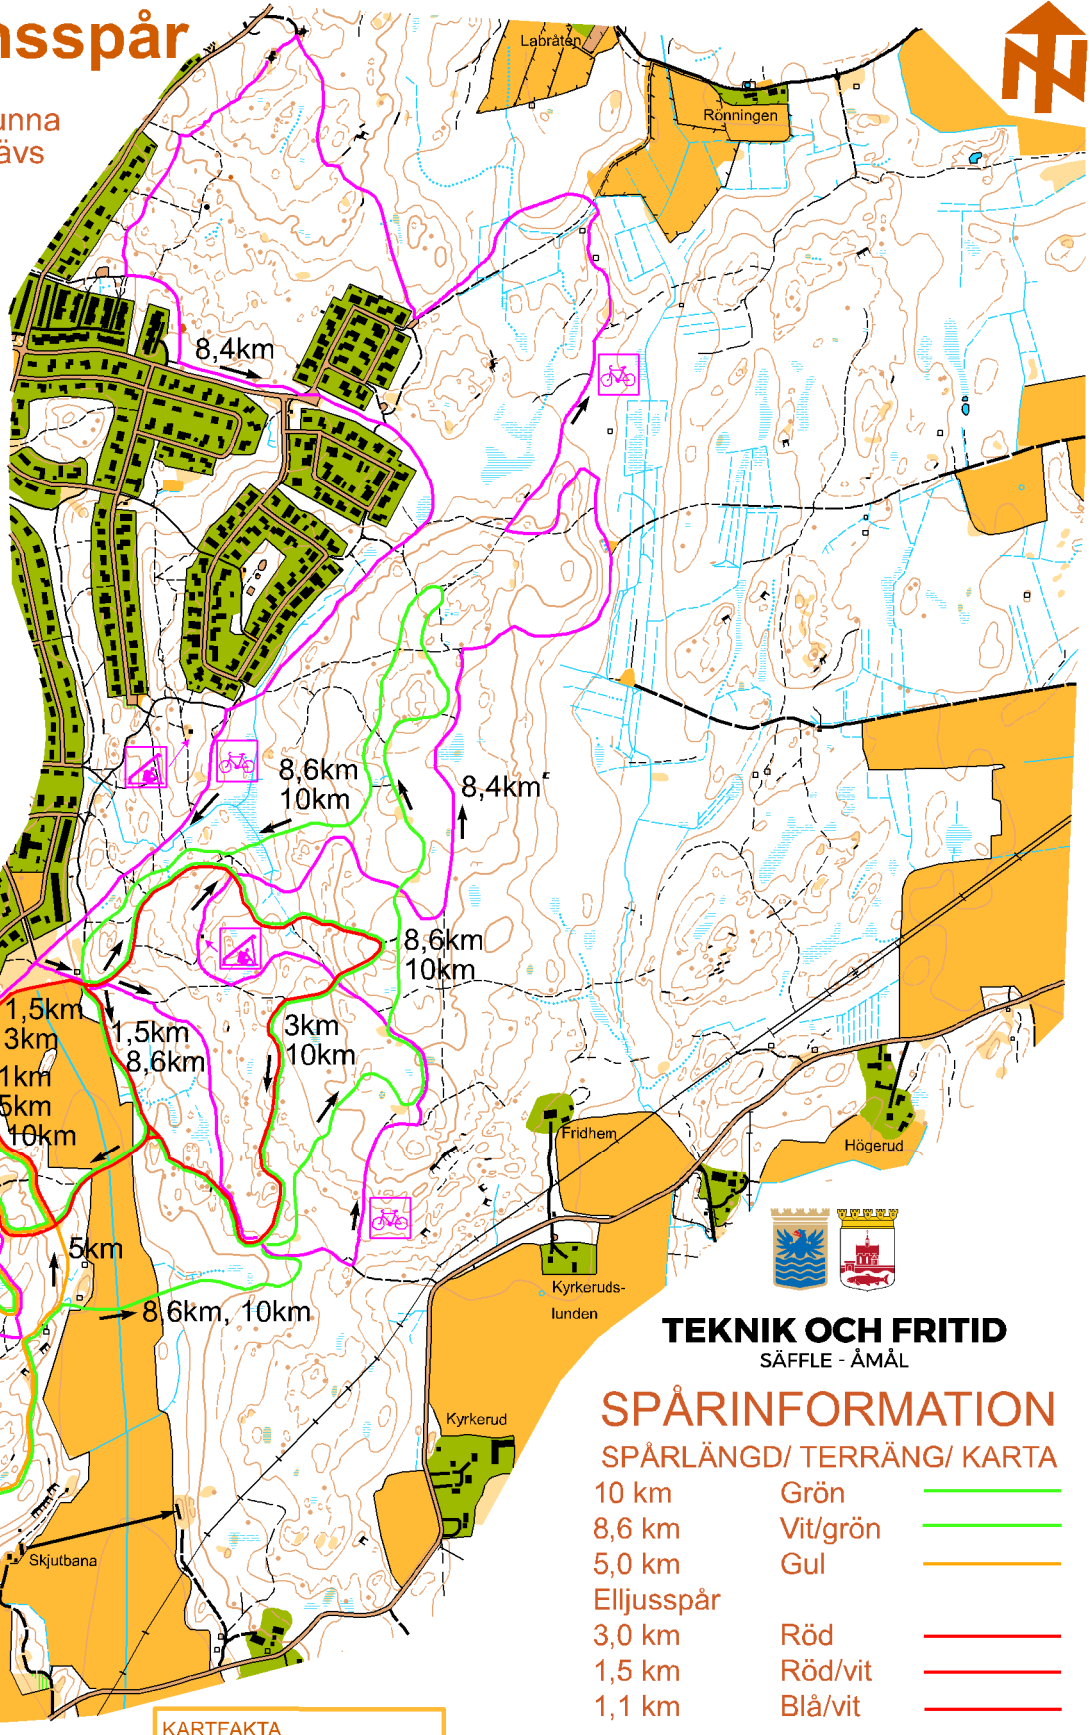 nsspår
unna
ävs
Labråten
Rönningen
8,4km
8,6km
10km
8,4km
8,6km
10km
1,5km
3km
1,5km
8,6km
3km
10km
1km
5km
10km
Fridhem
Högerud
5km
8,6km, 10km
Kyrkeruds-
lunden
TEKNIK OCH FRITID
SÄFFLE - ÅMÅL
Kyrkerud
Skjutbana
SPÅRINFORMATION
SPÅRLÄNGD/ TERRÄNG/ KARTA
10 km Grön
8,6 km Vit/grön
5,0 km Gul
Elljusspår
3,0 km Röd
1,5 km Röd/vit
1,1 km Blå/vit
KARTFAKTA